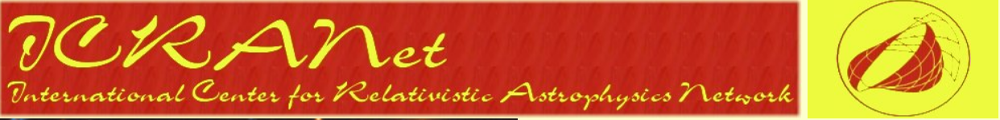 ICRANet
International Center for Relativistic Astrophysics Network